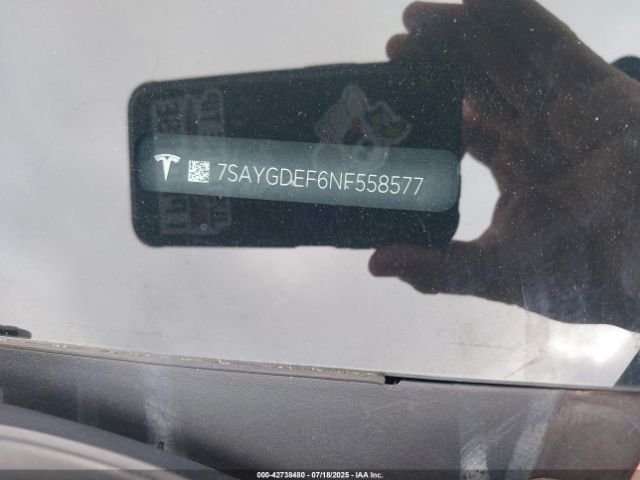 7SAYGDEF6NF558577
000-42738480 - 07/18/2025 - IAA Inc.